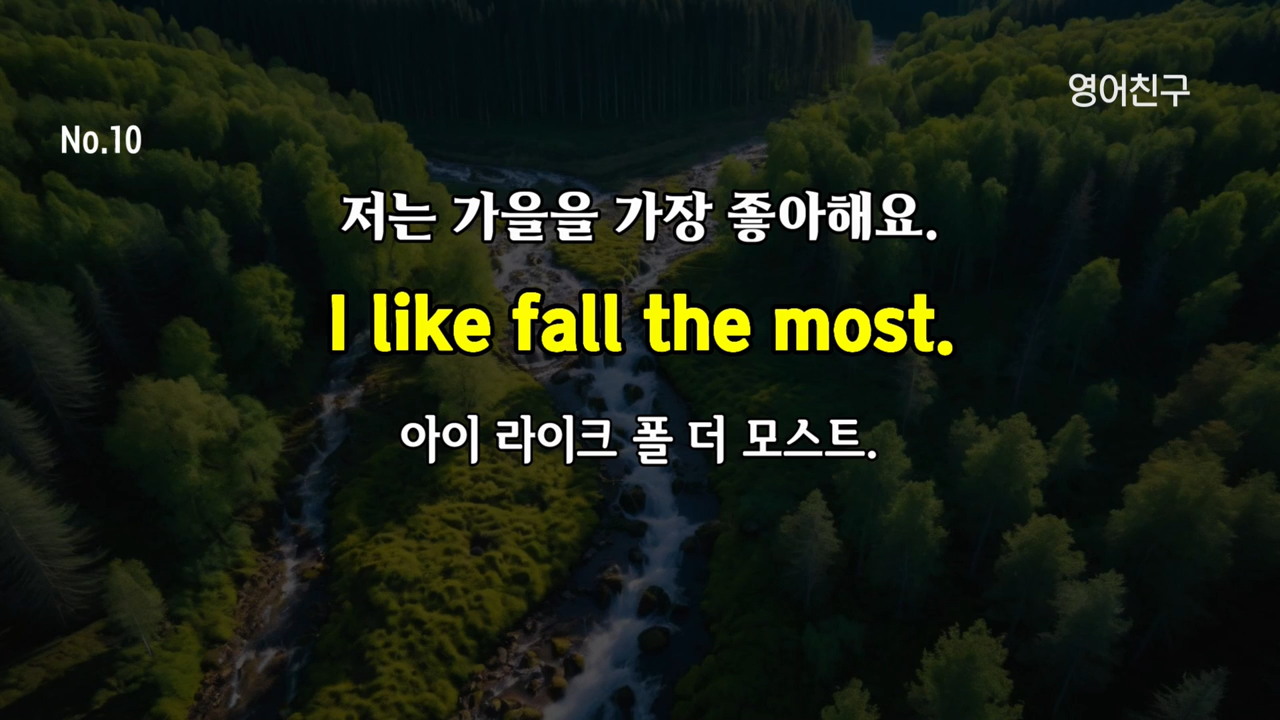 영어친구
No.10
저는 가을을 가장 좋아해요.
I like fall the most.
아이 라이크 폴 더 모스트.